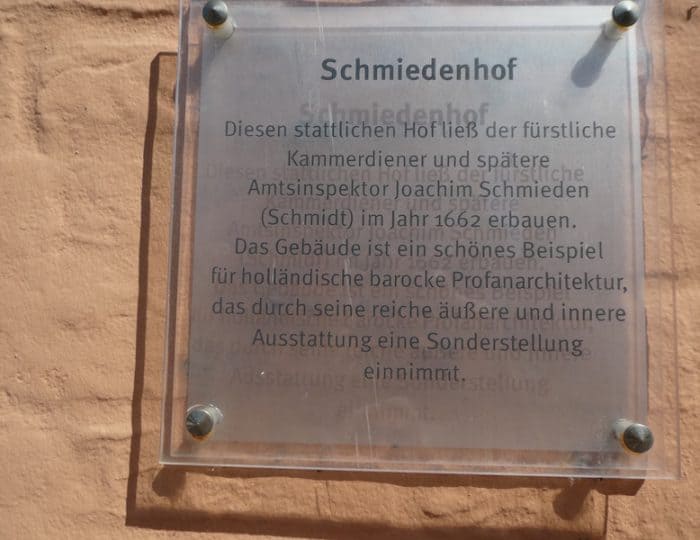 Schmiedenhof
Diesen stattlichen Hof ließ der fürstliche
Kammerdiener und spätere
Amtsinspektor Joachim Schmieden
(Schmidt) im Jahr 1662 erbauen.
Das Gebäude ist ein schönes Beispiel
für holländische barocke Profanarchitektur,
das durch seine reiche äußere und innere
Ausstattung eine Sonderstellung
einnimmt.